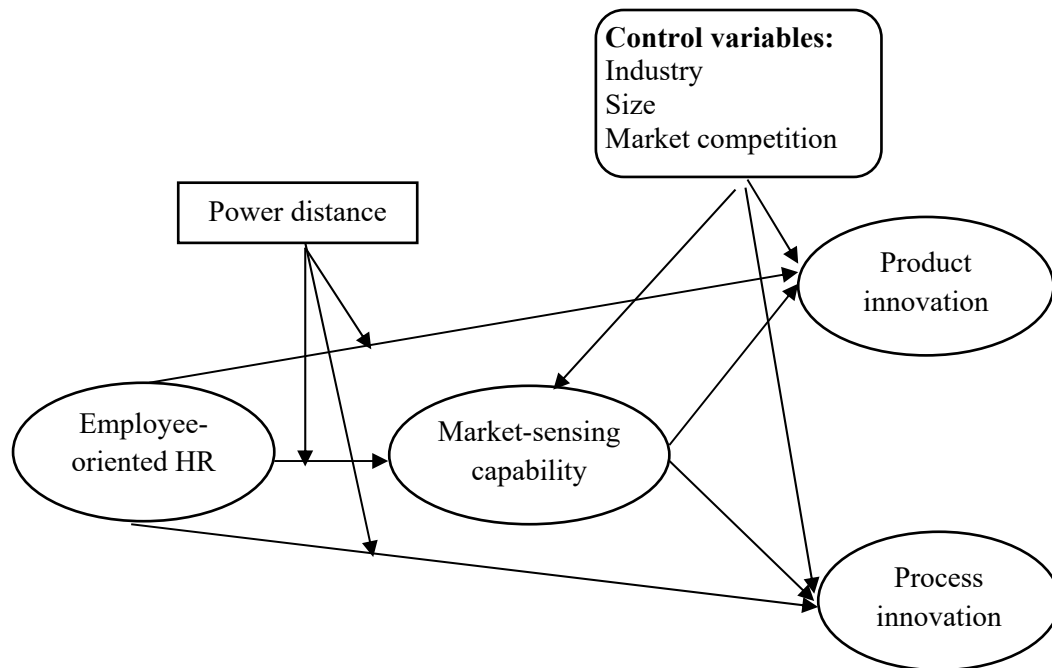 Control variables:
Industry
Size
Market competition
Power distance
Product
innovation
Employee-
oriented HR
Market-sensing
capability
Process
innovation